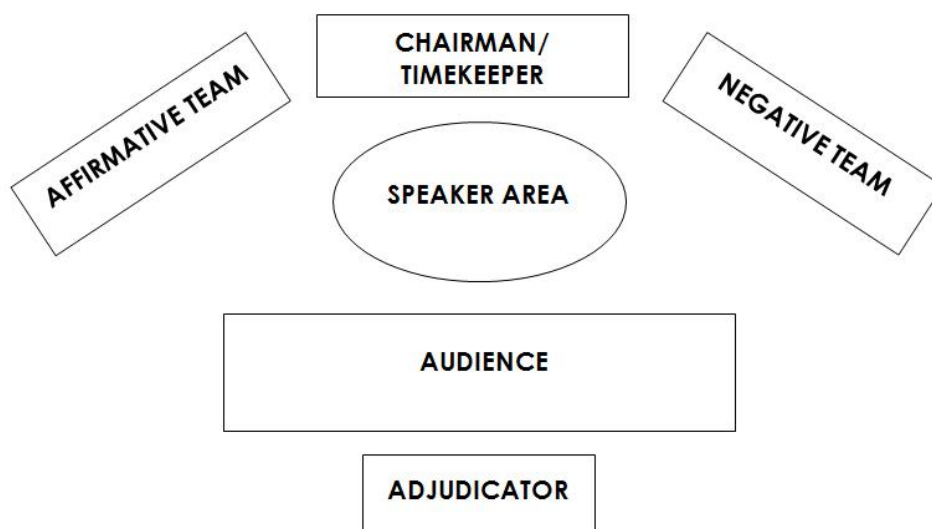 CHAIRMAN/
TIMEKEEPER
AFFIRMATIVE TEAM
NEGATIVE TEAM
SPEAKER AREA
AUDIENCE
ADJUDICATOR